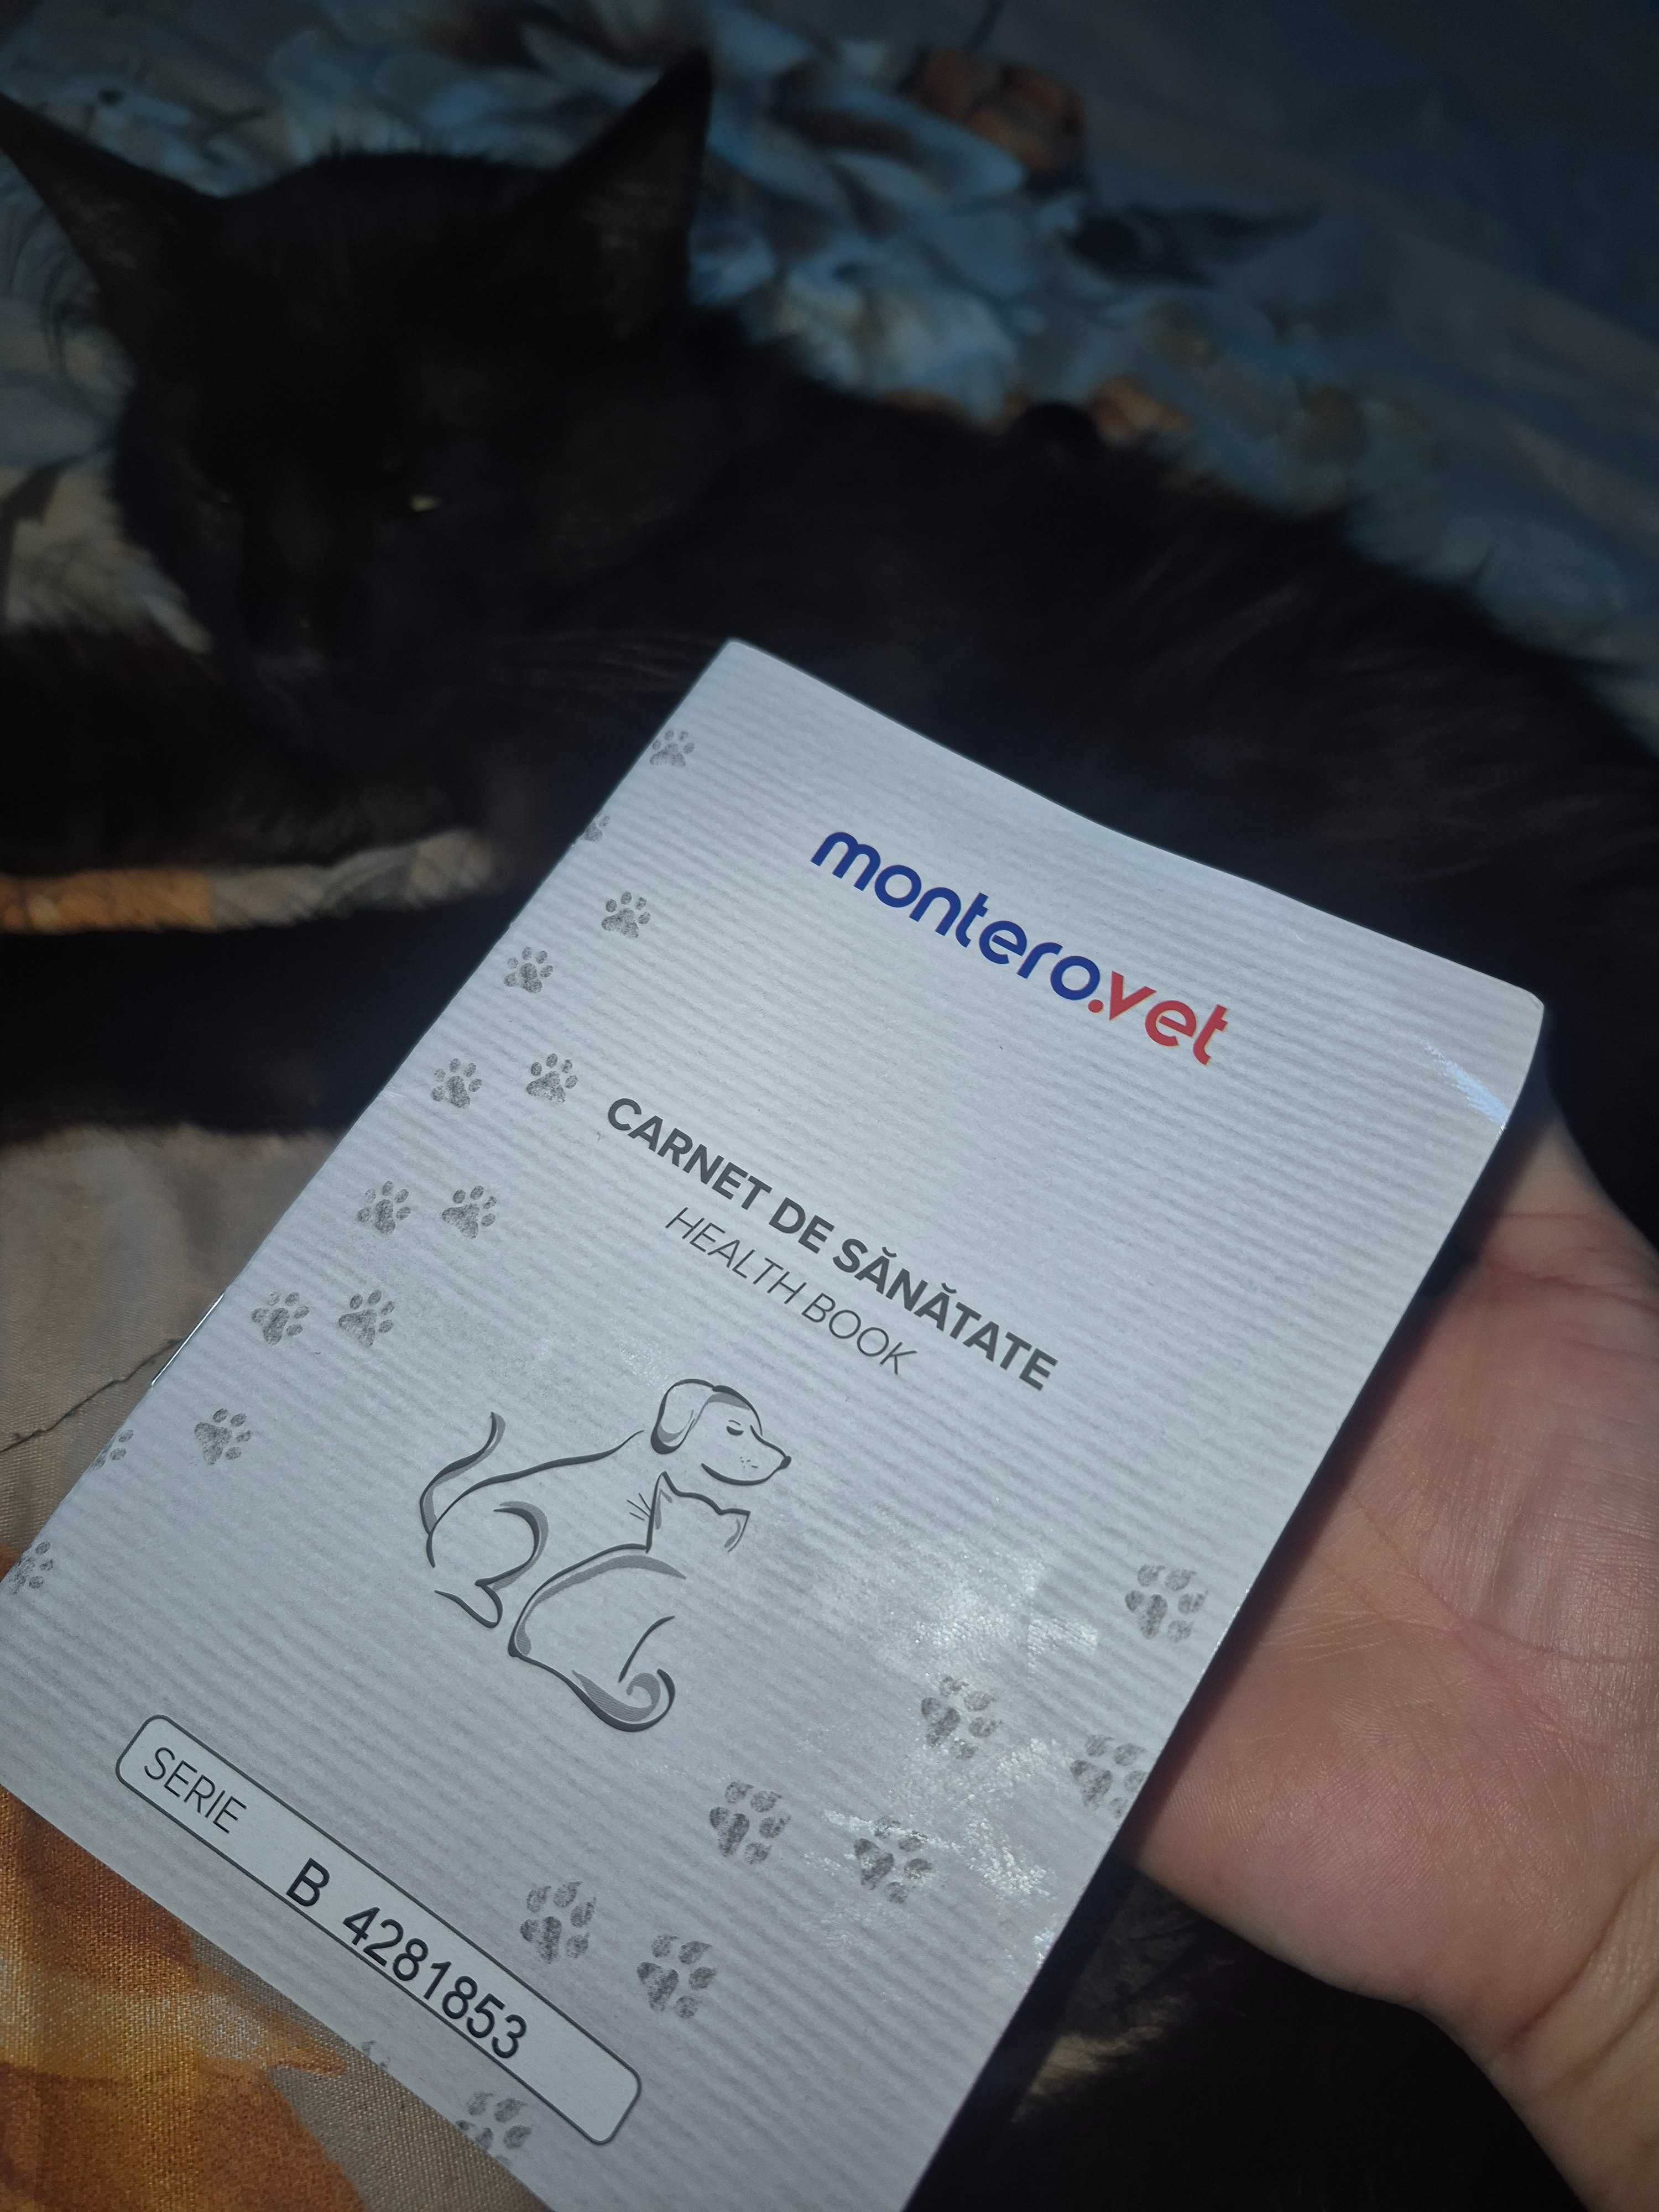 montero.vet
CARNET DE SĂNĂTATE
HEALTH BOOK
SERIE B 4281853